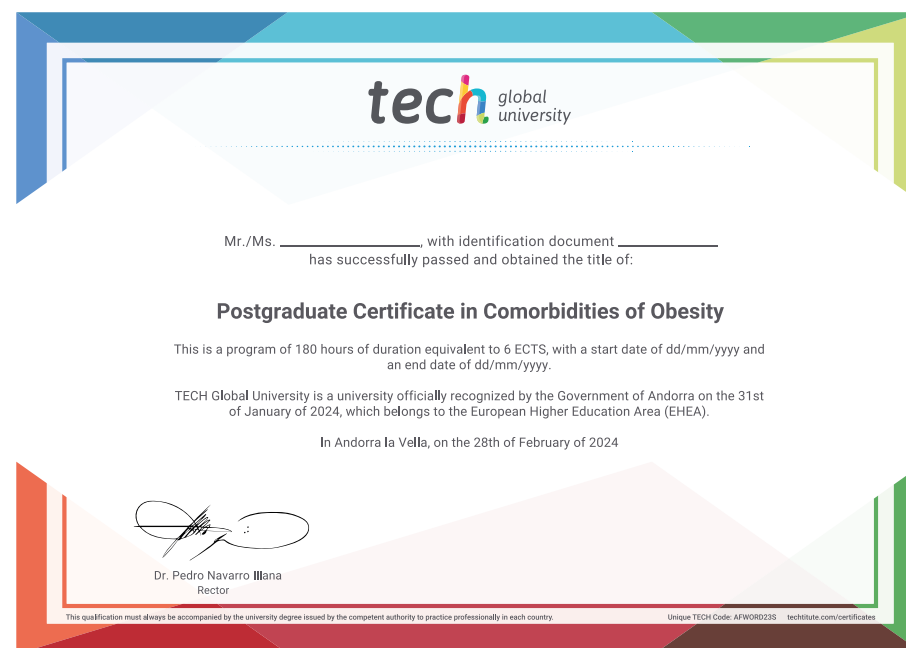 tech global
university
Mr./Ms. ____________, with identification document ____________
has successfully passed and obtained the title of:
Postgraduate Certificate in Comorbidities of Obesity
This is a program of 180 hours of duration equivalent to 6 ECTS, with a start date of dd/mm/yyyy and
an end date of dd/mm/yyyy.
TECH Global University is a university officially recognized by the Government of Andorra on the 31st
of January of 2024, which belongs to the European Higher Education Area (EHEA).
In Andorra la Vella, on the 28th of February of 2024
Dr. Pedro Navarro Illana
Rector
This qualification must always be accompanied by the university degree issued by the competent authority to practice professionally in each country. Unique TECH Code: AFWORD23S techtitute.com/certificates